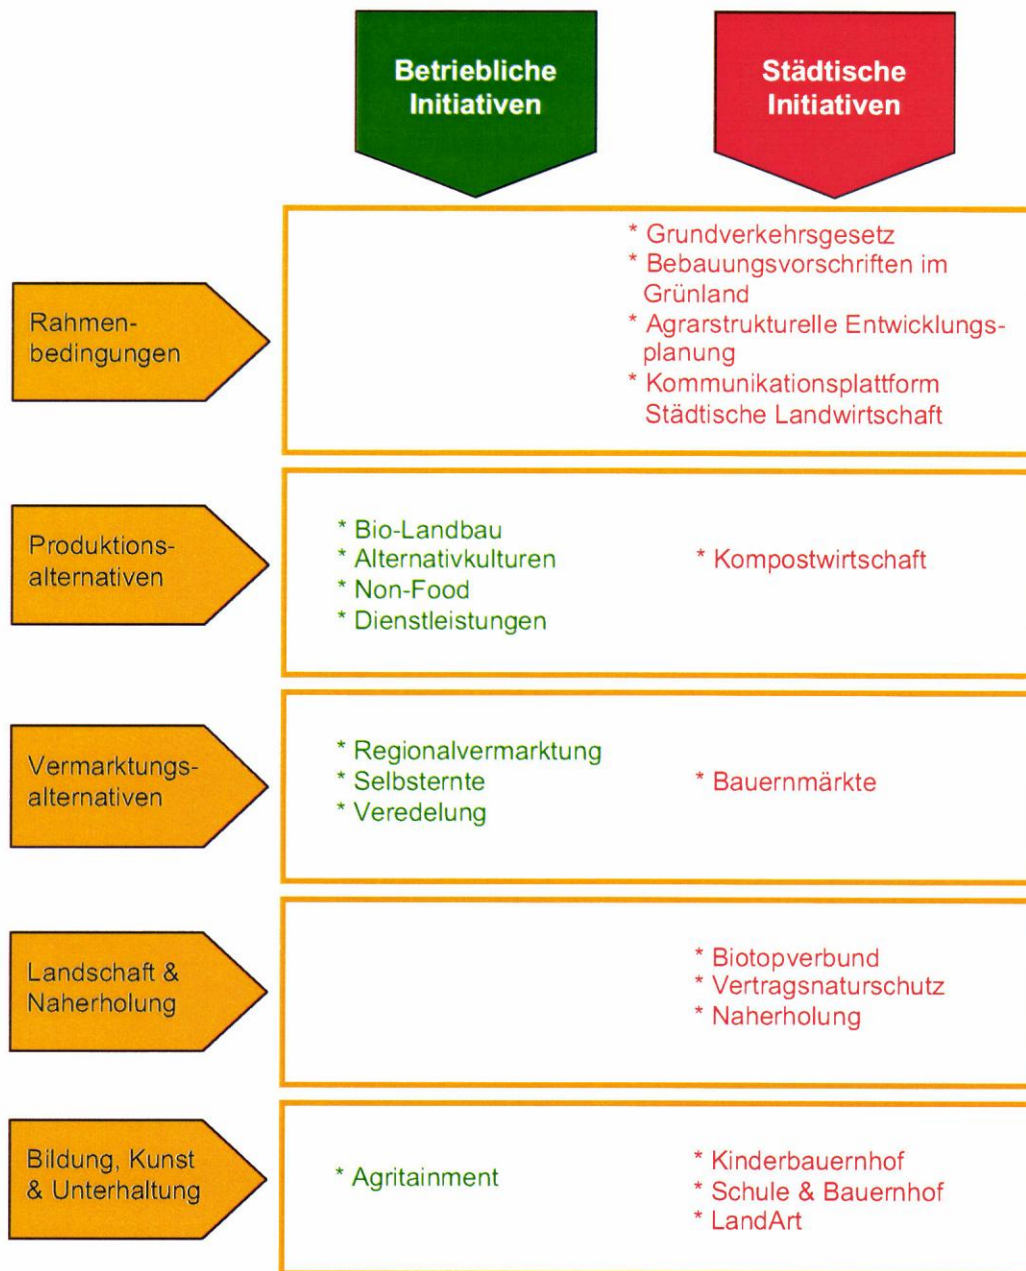 Betriebliche
Initiativen
Städtische
Initiativen
Rahmen-
bedingungen
* Grundverkehrsgesetz
* Bebauungsvorschriften im
Grünland
* Agrarstrukturelle Entwicklungs-
planung
* Kommunikationsplattform
Städtische Landwirtschaft
Produktions-
alternativen
* Bio-Landbau
* Alternativkulturen
* Non-Food
* Dienstleistungen
* Kompostwirtschaft
Vermarktungs-
alternativen
* Regionalvermarktung
* Selbsternte
* Veredelung
* Bauernmärkte
Landschaft &
Naherholung
* Biotopverbund
* Vertragsnaturschutz
* Naherholung
Bildung, Kunst
& Unterhaltung
* Agritainment
* Kinderbauernhof
* Schule & Bauernhof
* LandArt